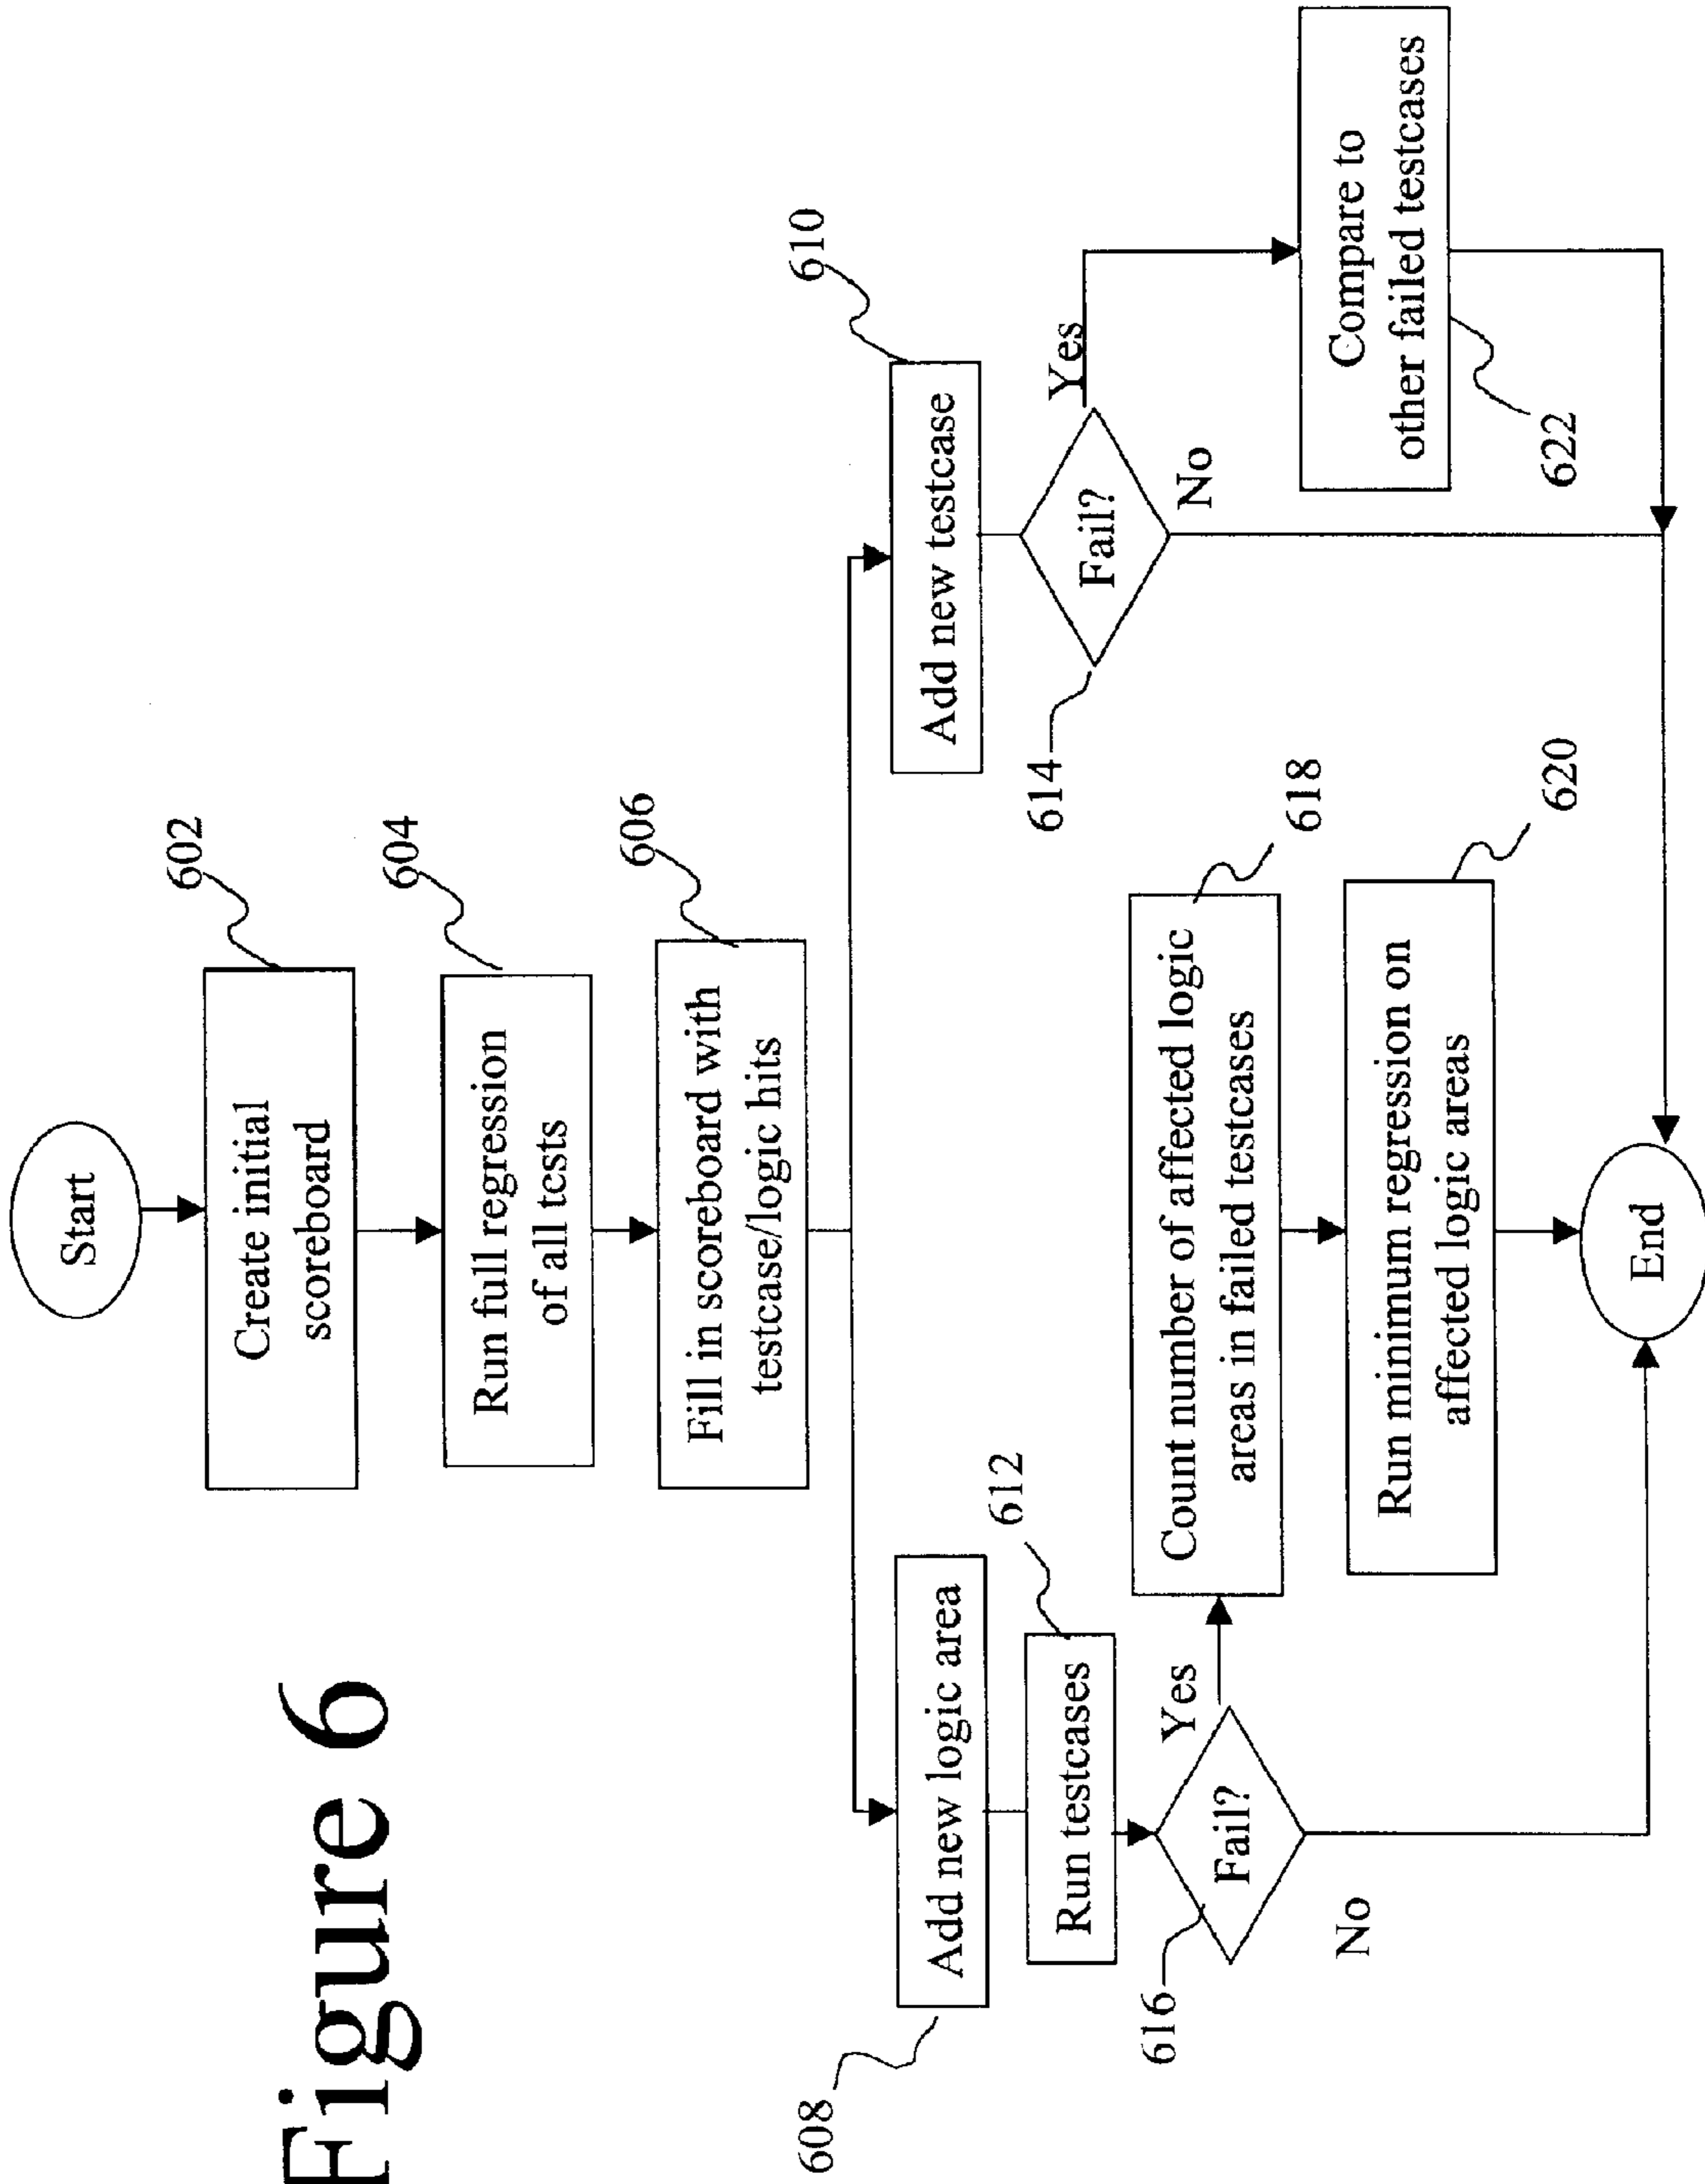 Figure 6
Start
Create initial
scoreboard
602
Run full regression
of all tests
604
Fill in scoreboard with
testcase/logic hits
606
608
Add new logic area
Add new testcase
610
Run testcases
612
616
Fail?
Yes
No
614
Fail?
Yes
No
Count number of affected logic
areas in failed testcases
618
Run minimum regression on
affected logic areas
620
Compare to
other failed testcases
622
End